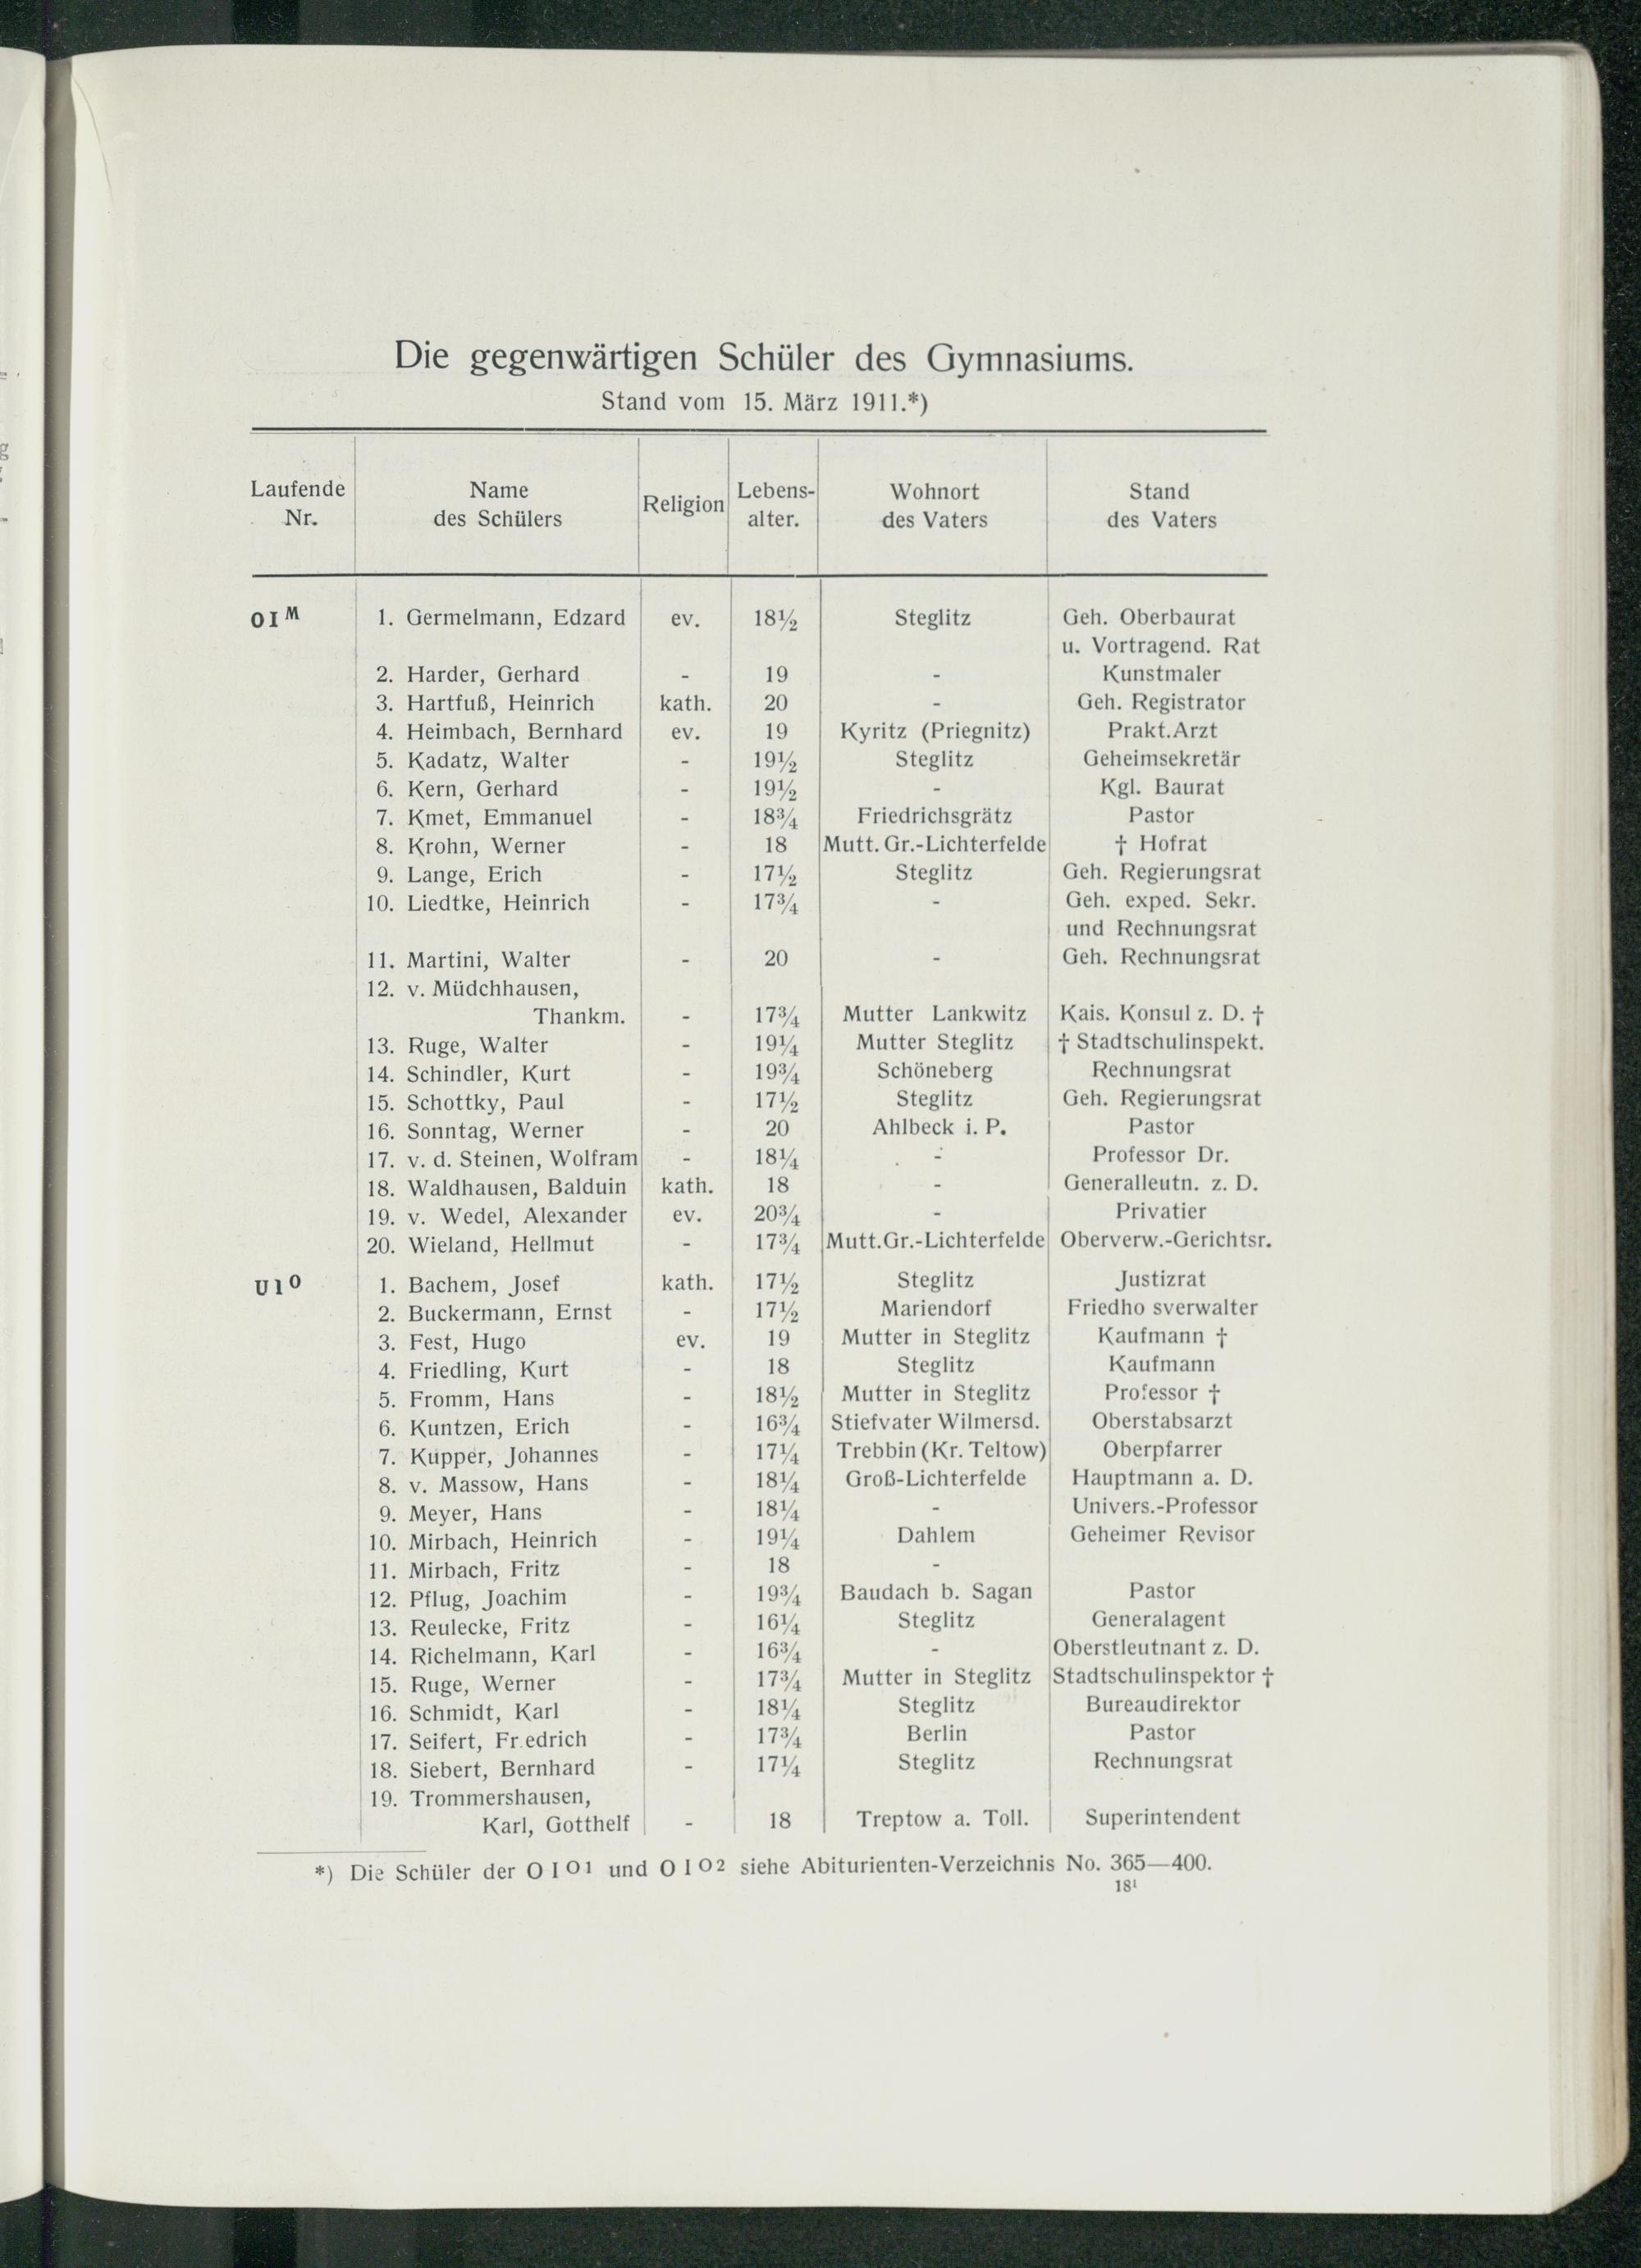 Die gegenwärtigen Schüler des Gymnasiums.
Stand vom 15. März 1911.*)
Laufende Nr. Name des Schülers Religion Lebens-alter. Wohnort des Vaters Stand des Vaters
O I M 1. Germelmann, Edzard ev. 18½ Steglitz Geh. Oberbaurat
u. Vortragend. Rat
2. Harder, Gerhard - 19 - Kunstmaler
3. Hartfuß, Heinrich kath. 20 - Geh. Registrator
4. Heimbach, Bernhard ev. 19 Kyritz (Priegnitz) Prakt.Arzt
5. Kadatz, Walter - 19½ Steglitz Geheimsekretär
6. Kern, Gerhard - 19½ - Kgl. Baurat
7. Kmet, Emmanuel - 18¾ Friedrichsgrätz Pastor
8. Krohn, Werner - 18 Mutt. Gr.-Lichterfelde † Hofrat
9. Lange, Erich - 17½ Steglitz Geh. Regierungsrat
10. Liedtke, Heinrich - 17¾ - Geh. exped. Sekr.
und Rechnungsrat
11. Martini, Walter - 20 - Geh. Rechnungsrat
12. v. Müdchhausen,
Thankm. - 17¾ Mutter Lankwitz Kais. Konsul z. D. †
13. Ruge, Walter - 19¼ Mutter Steglitz † Stadtschulinspekt.
14. Schindler, Kurt - 19¾ Schöneberg Rechnungsrat
15. Schottky, Paul - 17½ Steglitz Geh. Regierungsrat
16. Sonntag, Werner - 20 Ahlbeck i. P. Pastor
17. v. d. Steinen, Wolfram - 18¼ - Professor Dr.
18. Waldhausen, Balduin kath. 18 - Generalleutn. z. D.
19. v. Wedel, Alexander ev. 20¾ - Privatier
20. Wieland, Hellmut - 17¾ Mutt.Gr.-Lichterfelde Oberverw.-Gerichtsr.
U I O 1. Bachem, Josef kath. 17½ Steglitz Justizrat
2. Buckermann, Ernst - 17½ Mariendorf Friedho sverwalter
3. Fest, Hugo ev. 19 Mutter in Steglitz Kaufmann †
4. Friedling, Kurt - 18 Steglitz Kaufmann
5. Fromm, Hans - 18½ Mutter in Steglitz Professor †
6. Kuntzen, Erich - 16¾ Stiefvater Wilmersd. Oberstabsarzt
7. Kupper, Johannes - 17¼ Trebbin (Kr. Teltow) Oberpfarrer
8. v. Massow, Hans - 18¼ Groß-Lichterfelde Hauptmann a. D.
9. Meyer, Hans - 18¼ - Univers.-Professor
10. Mirbach, Heinrich - 19¼ Dahlem Geheimer Revisor
11. Mirbach, Fritz - 18 -
12. Pflug, Joachim - 19¾ Baudach b. Sagan Pastor
13. Reulecke, Fritz - 16¼ Steglitz Generalagent
14. Richelmann, Karl - 16¾ - Oberstleutnant z. D.
15. Ruge, Werner - 17¾ Mutter in Steglitz Stadtschulinspektor †
16. Schmidt, Karl - 18¼ Steglitz Bureaudirektor
17. Seifert, Fr.edrich - 17¾ Berlin Pastor
18. Siebert, Bernhard - 17¼ Steglitz Rechnungsrat
19. Trommershausen,
Karl, Gotthelf - 18 Treptow a. Toll. Superintendent
*) Die Schüler der O I O1 und O I O2 siehe Abiturienten-Verzeichnis No. 365—400.
18¹